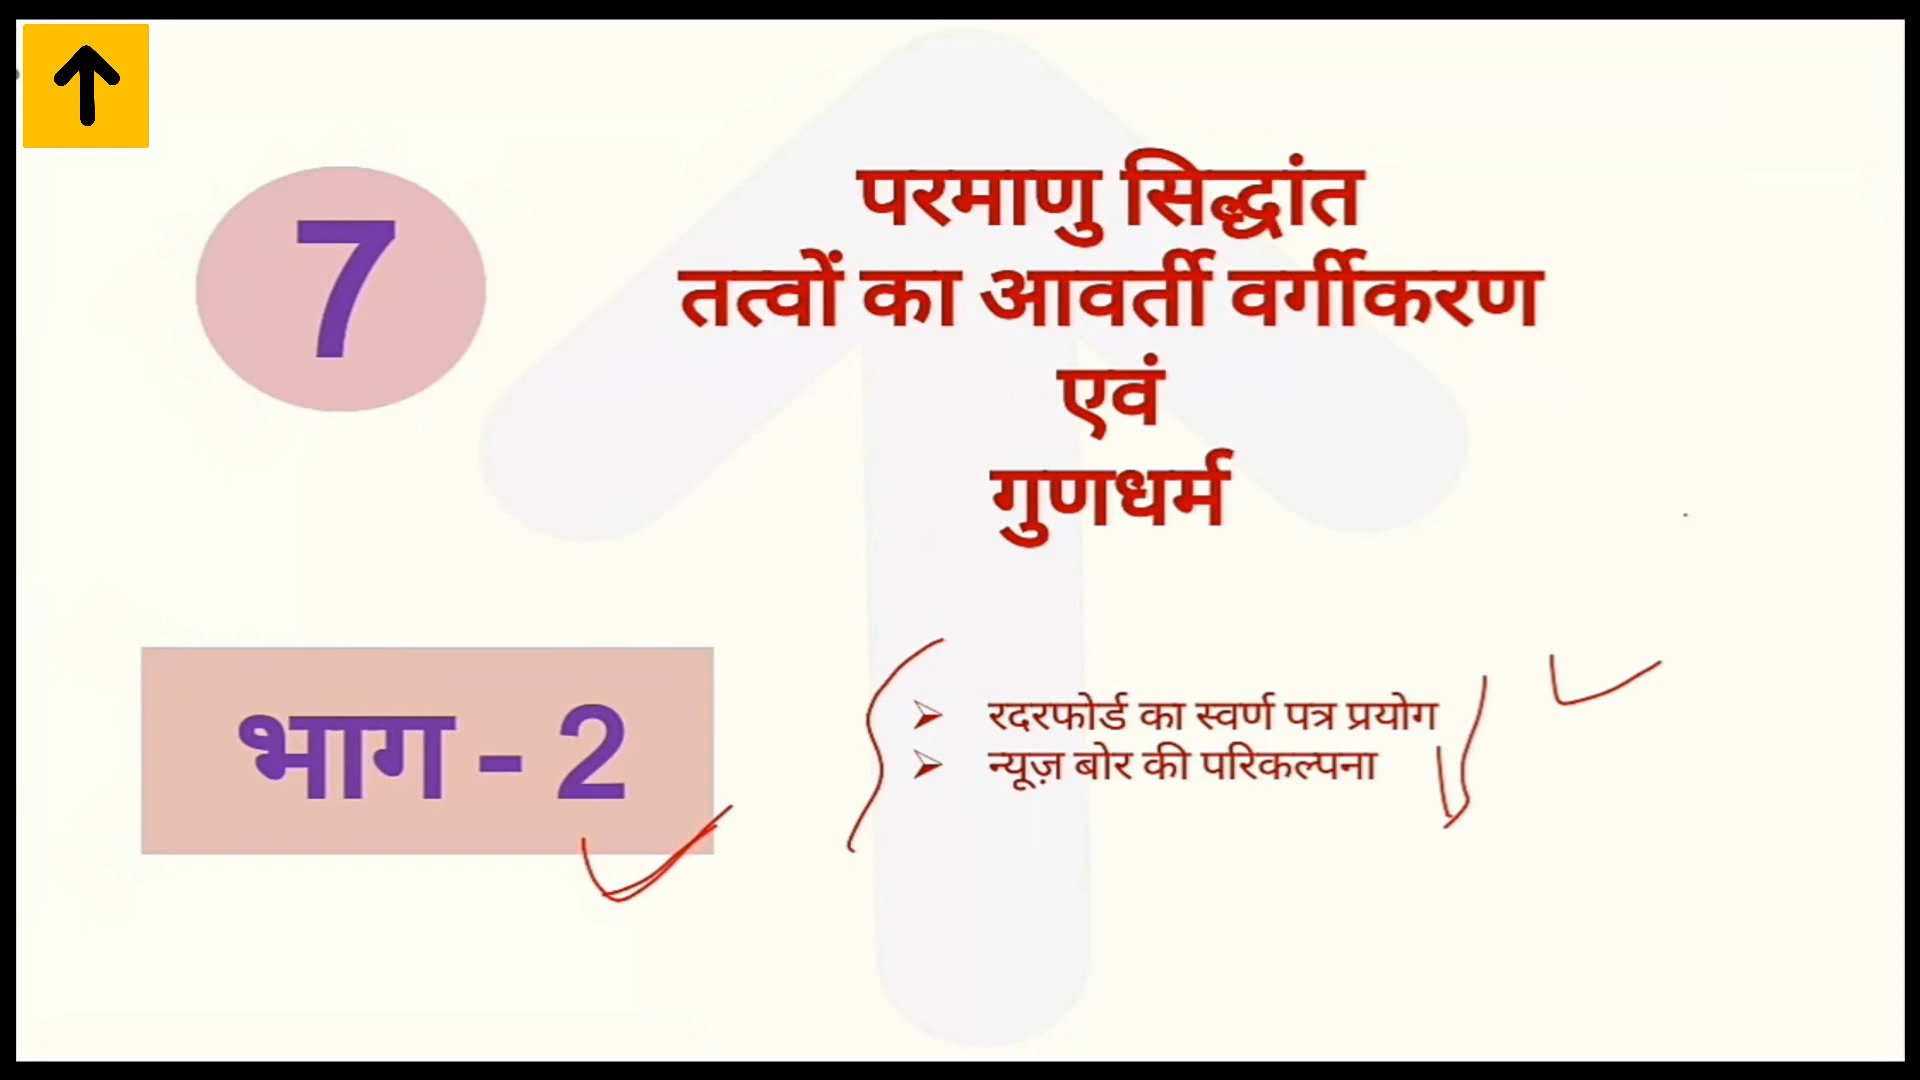 7
परमाणु सिद्धांत
तत्वों का आवर्ती वर्गीकरण
एवं
गुणधर्म
भाग - 2
➢ रदरफोर्ड का स्वर्ण पत्र प्रयोग
➢ न्यूज़ बोर की परिकल्पना